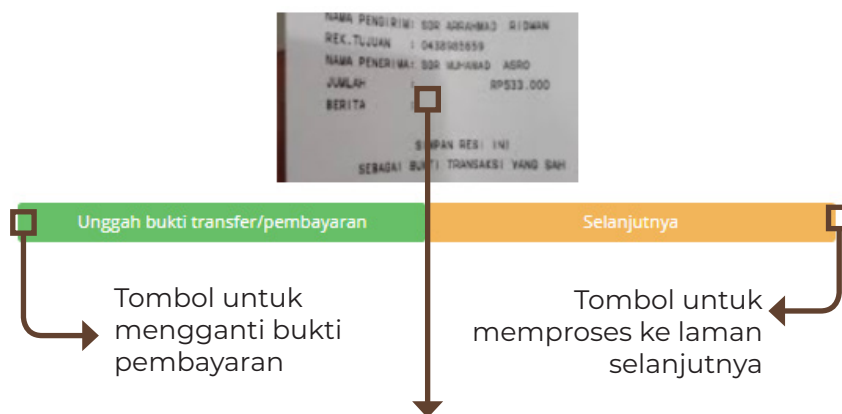 NAMA PENGIRIM: SDR ARRAHMAD RIDWAN
REK.TUJUAN : 0438985659
NAMA PENERIMA: SDR MUHAMAD ASRO
JUMLAH : RP533.000
BERITA :
SIMPAN RESI INI
SEBAGAI BUKTI TRANSAKSI YANG SAH
Unggah bukti transfer/pembayaran
Selanjutnya
Tombol untuk
mengganti bukti
pembayaran
Tombol untuk
memproses ke laman
selanjutnya